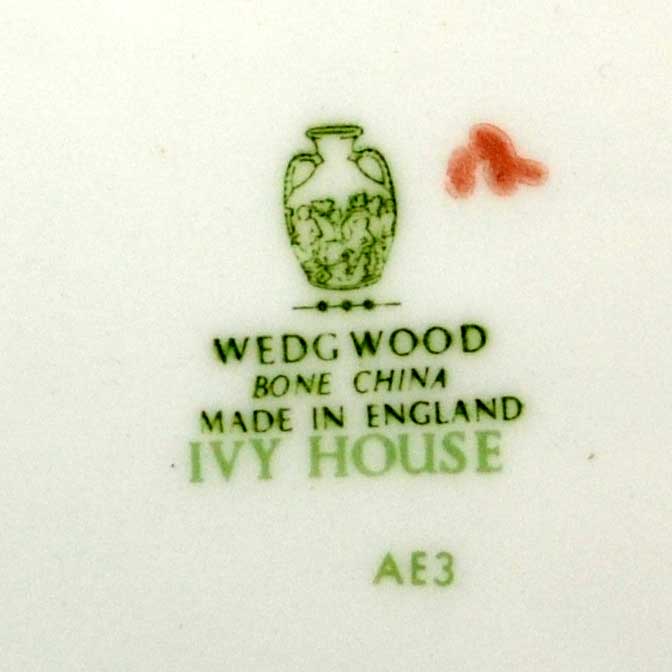 WEDGWOOD
BONE CHINA
MADE IN ENGLAND
IVY HOUSE
AE3